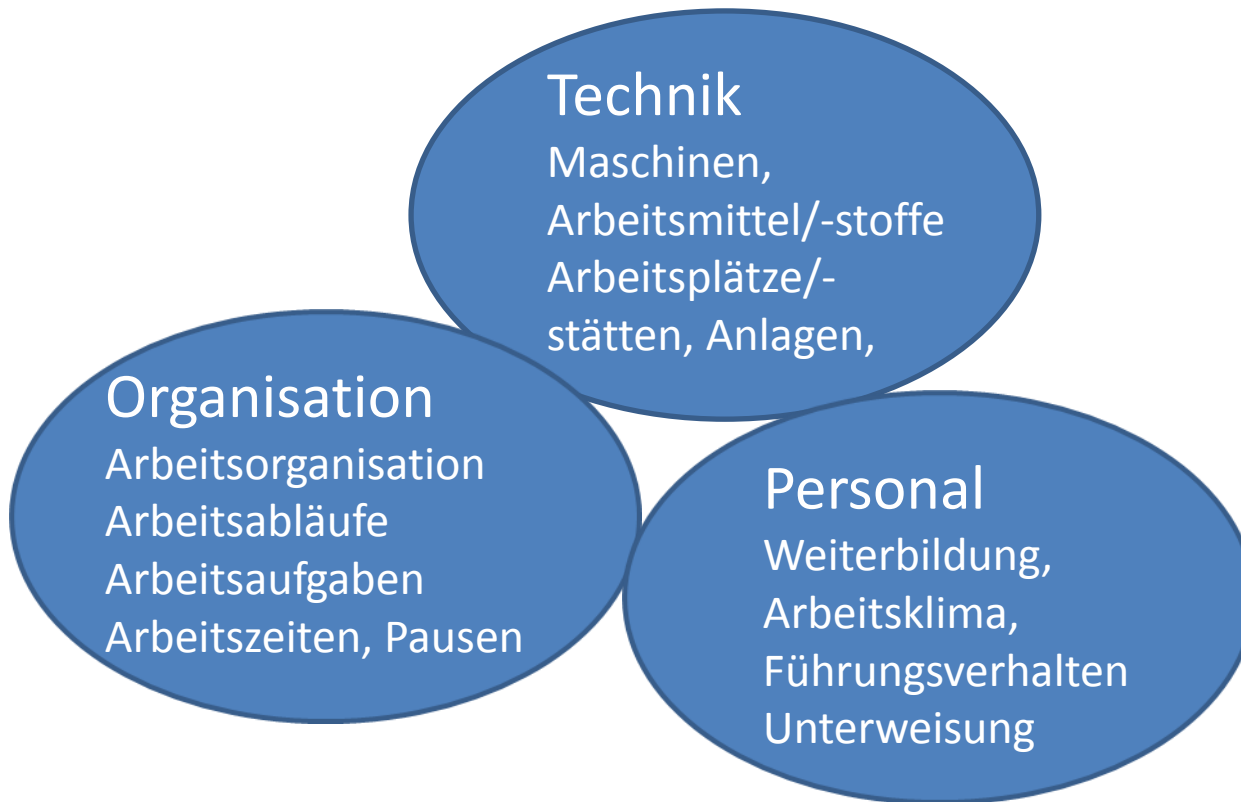 Technik
Maschinen,
Arbeitsmittel/-stoffe
Arbeitsplätze/-
stätten, Anlagen,
Organisation
Arbeitsorganisation
Arbeitsabläufe
Arbeitsaufgaben
Arbeitszeiten, Pausen
Personal
Weiterbildung,
Arbeitsklima,
Führungsverhalten
Unterweisung